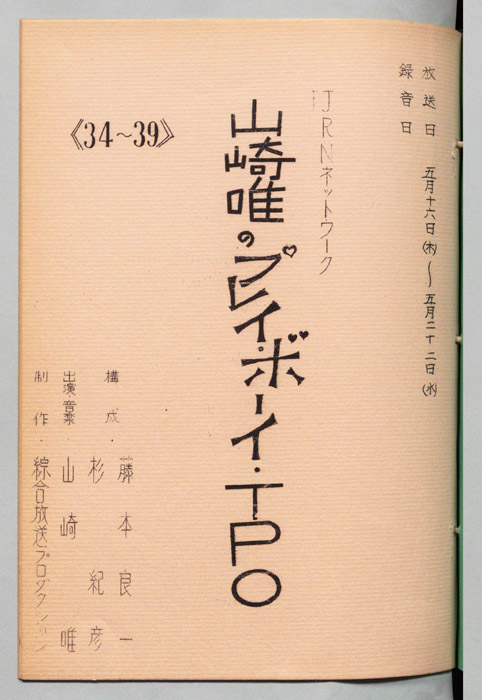 放送日 五月十六日(木)〜五月二十二日(水)
録音日
JRNネットワーク
山崎唯のプレイ・ボーイ・TPO
《34~39》
構成・藤本良一
杉紀彦
出演音楽・山崎唯
制作・綜合放送プロダクション